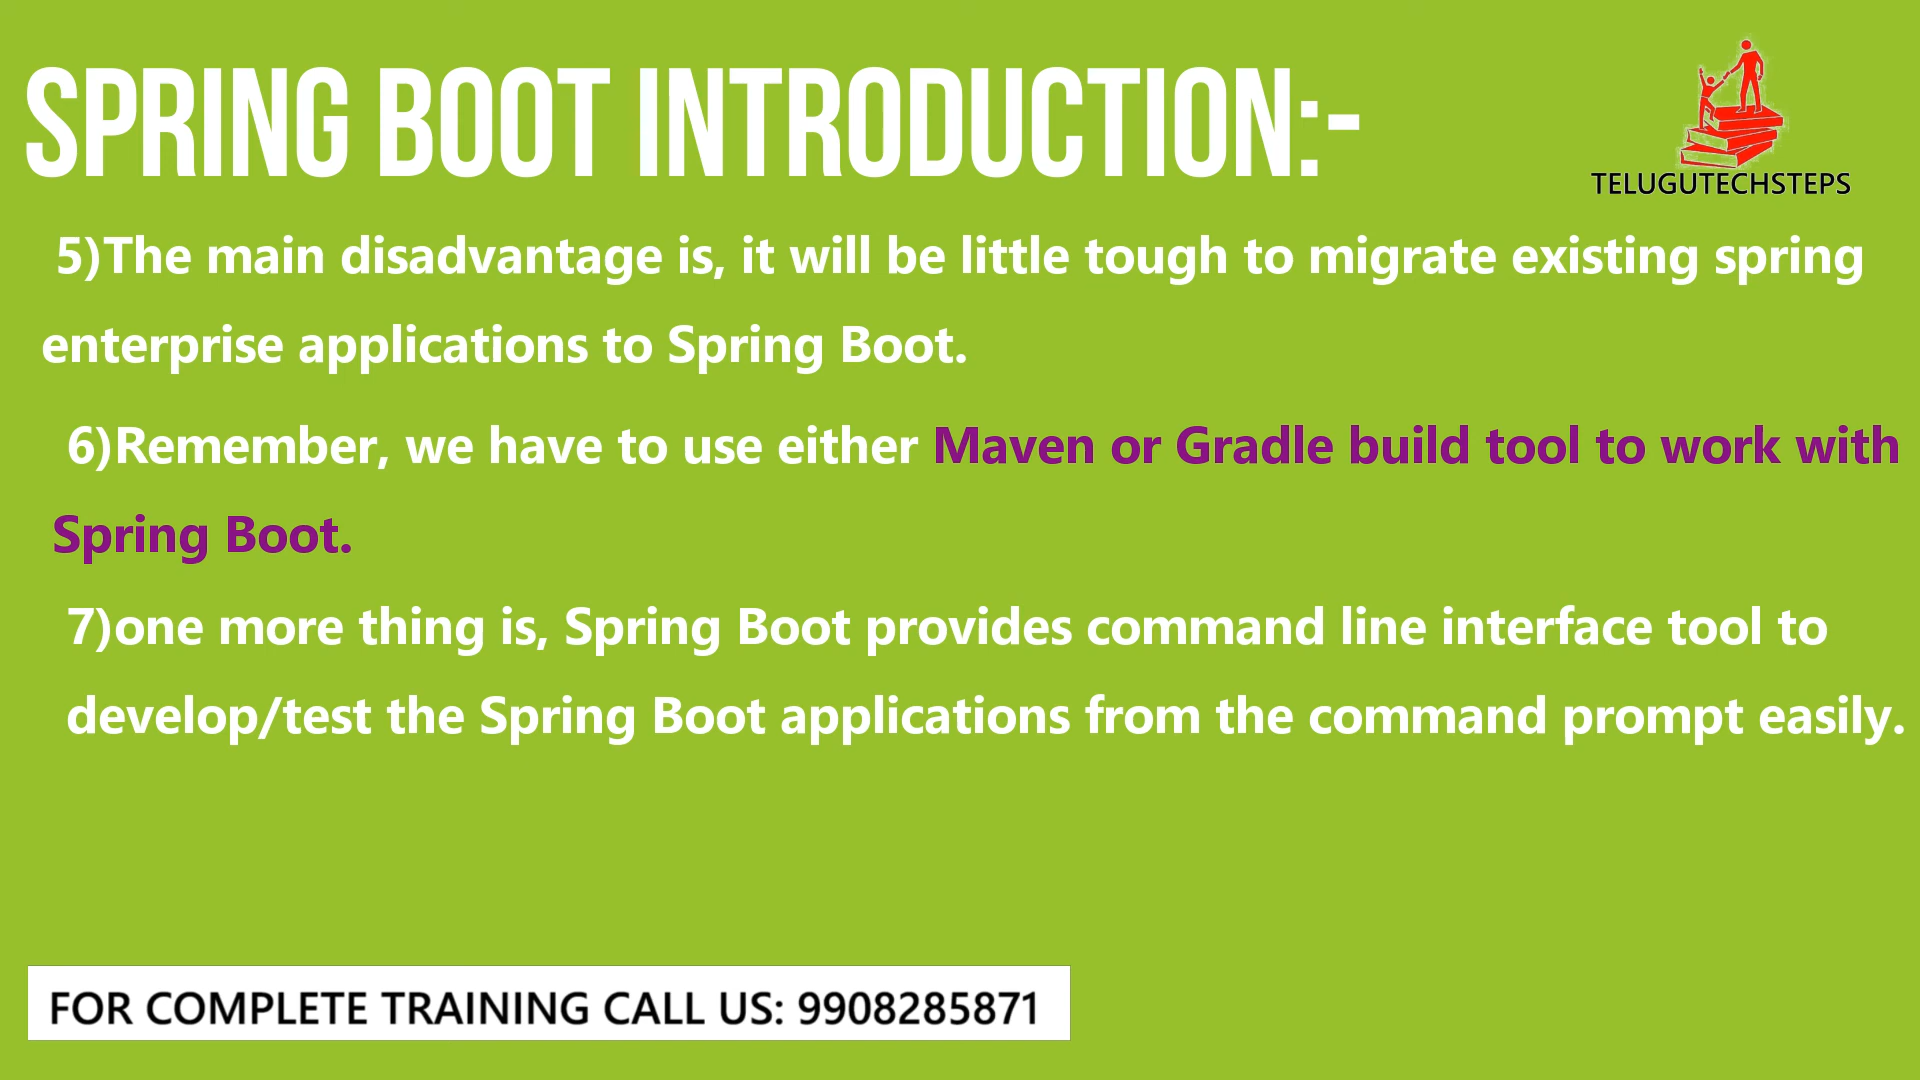 SPRING BOOT INTRODUCTION:-
TELUGUTECHSTEPS
5)The main disadvantage is, it will be little tough to migrate existing spring
enterprise applications to Spring Boot.
6)Remember, we have to use either Maven or Gradle build tool to work with
Spring Boot.
7)one more thing is, Spring Boot provides command line interface tool to
develop/test the Spring Boot applications from the command prompt easily.
FOR COMPLETE TRAINING CALL US: 9908285871